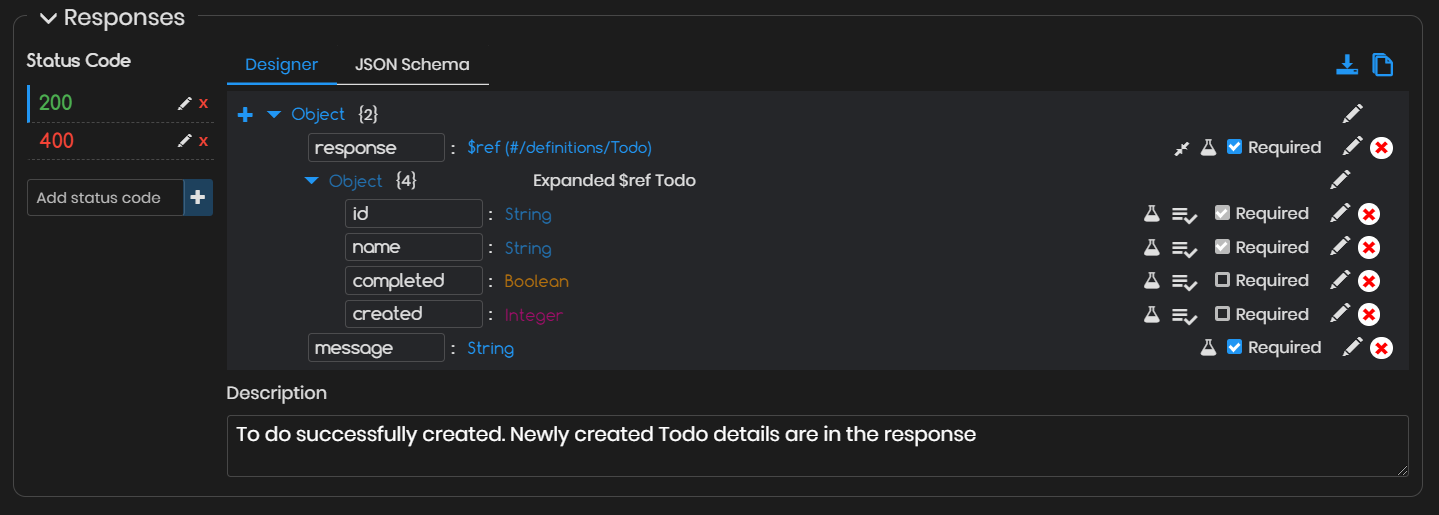 Responses
Status Code
Designer
JSON Schema
200
x
400
x
Add status code
+
Object {2}
response : $ref (#/definitions/Todo) Required
Object {4} Expanded $ref Todo
id : String Required
name : String Required
completed : Boolean Required
created : Integer Required
message : String Required
Description
To do successfully created. Newly created Todo details are in the response